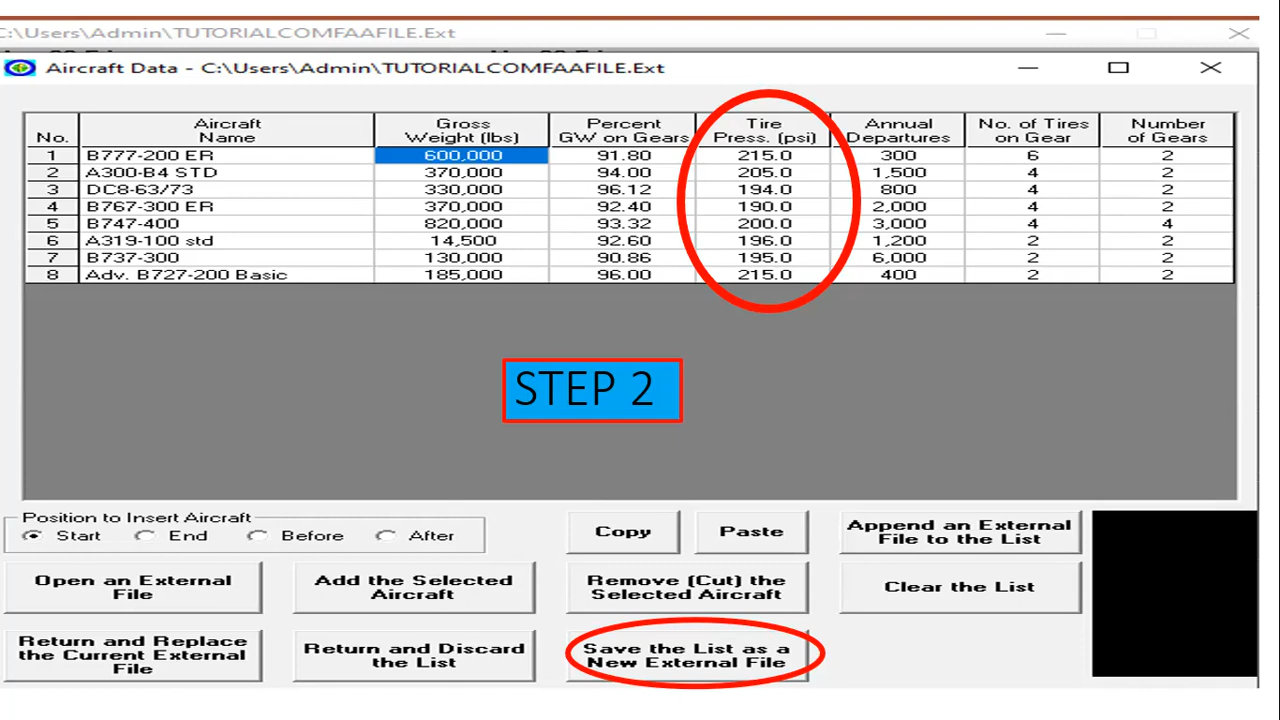 C:\Users\Admin\TUTORIALCOMFAAFILE.Ext
Aircraft Data - C:\Users\Admin\TUTORIALCOMFAAFILE.Ext
No. Aircraft Name Gross Weight (lbs) Percent GW on Gears Tire Press. (psi) Annual Departures No. of Tires on Gear Number of Gears
1 B777-200 ER 600,000 91.80 215.0 300 6 2
2 A300-B4 STD 370,000 94.00 205.0 1,500 4 2
3 DC8-63/73 330,000 96.12 194.0 800 4 2
4 B767-300 ER 370,000 92.40 190.0 2,000 4 2
5 B747-400 820,000 93.32 200.0 3,000 4 4
6 A319-100 std 14,500 92.60 196.0 1,200 2 2
7 B737-300 130,000 90.86 195.0 6,000 2 2
8 Adv. B727-200 Basic 185,000 96.00 215.0 400 2 2
STEP 2
Position to Insert Aircraft
Start End Before After
Copy
Paste
Append an External
File to the List
Open an External
File
Add the Selected
Aircraft
Remove (Cut) the
Selected Aircraft
Clear the List
Return and Replace
the Current External
File
Return and Discard
the List
Save the List as a
New External File